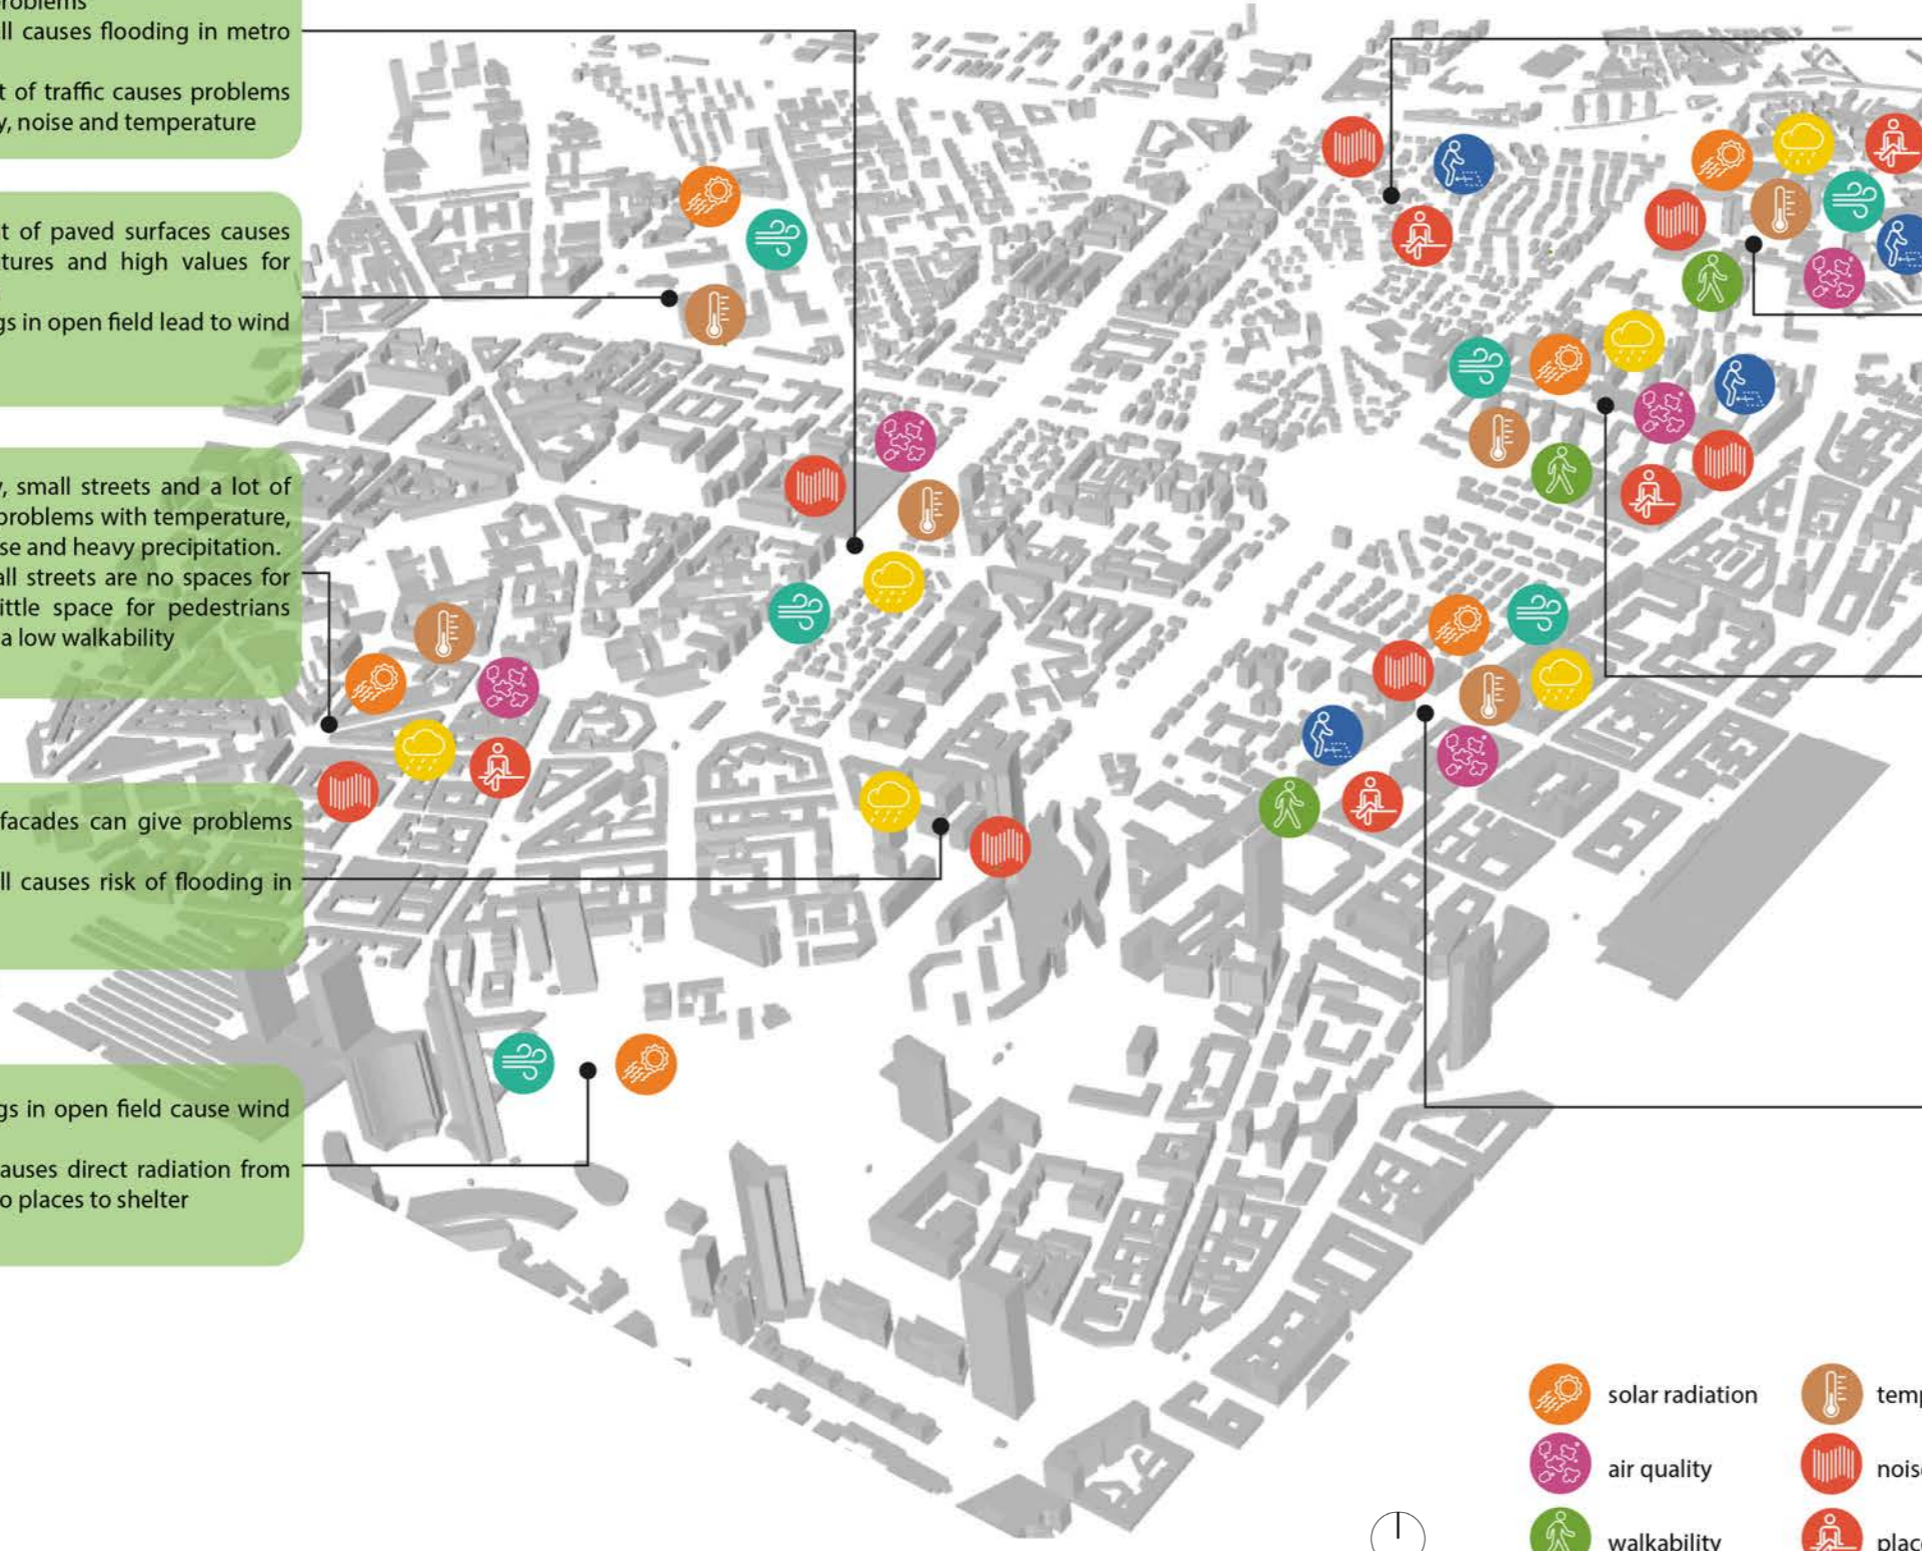 problems
all causes flooding in metro
t of traffic causes problems
y, noise and temperature
t of paved surfaces causes
tures and high values for
gs in open field lead to wind
y, small streets and a lot of
problems with temperature,
se and heavy precipitation.
all streets are no spaces for
ittle space for pedestrians
a low walkability
facades can give problems
ll causes risk of flooding in
gs in open field cause wind
auses direct radiation from
o places to shelter
solar radiation
temp
air quality
nois
walkability
place